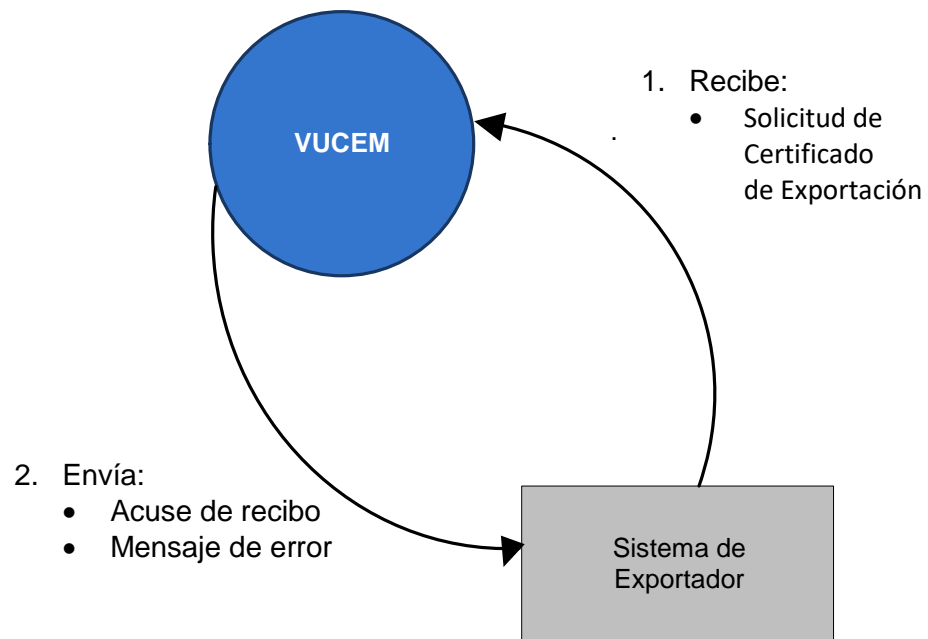 VUCEM
1. Recibe:
• Solicitud de
Certificado
de Exportación
.
2. Envía:
• Acuse de recibo
• Mensaje de error
Sistema de
Exportador